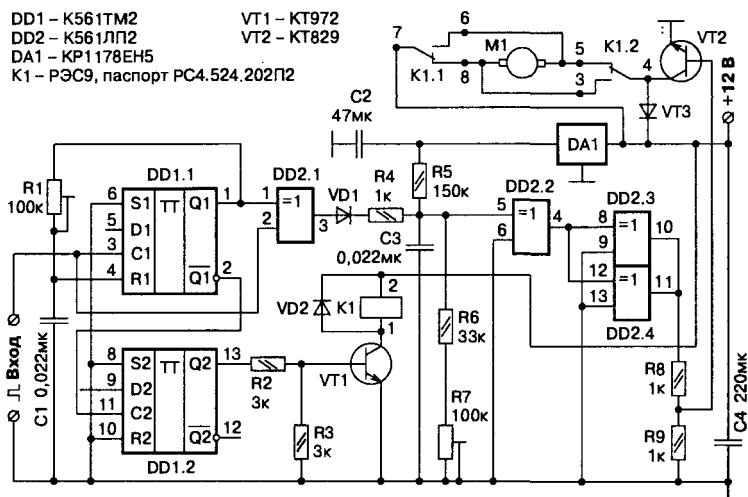 DD1 – К561ТМ2
DD2 – К561ЛП2
DA1 – КР1178ЕН5
K1 – РЭС9, паспорт РС4.524.202П2
VT1 – КТ972
VT2 – КТ829
7
6
8
K1.1
M1
5
3
K1.2
4
VT2
VT3
+12 В
C2
47мк
DA1
R1
100к
DD1.1
6
5
3
4
S1
D1
C1
R1
TT
Q1
Q1
1
2
DD2.1
1
2
=1
3
VD1
R4
1к
R5
150к
C3
0,022мк
DD2.2
5
6
=1
4
DD2.3
8
9
=1
10
12
13
=1
11
DD2.4
VD2
K1
2
1
VT1
R6
33к
R7
100к
R8
1к
R9
1к
C4 220мк
Вход
C1 0,022мк
8
9
11
10
S2
D2
C2
R2
TT
Q2
Q2
13
12
DD1.2
R2
3к
R3
3к